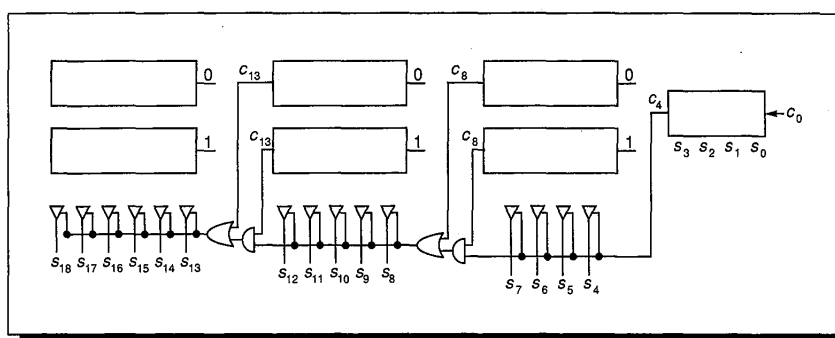 0 c₁₃ 0 c₈ 0
c₄ c₀
1 c₁₃ 1 c₈ 1
s₃ s₂ s₁ s₀
s₁₈ s₁₇ s₁₆ s₁₅ s₁₄ s₁₃
s₁₂ s₁₁ s₁₀ s₉ s₈
s₇ s₆ s₅ s₄